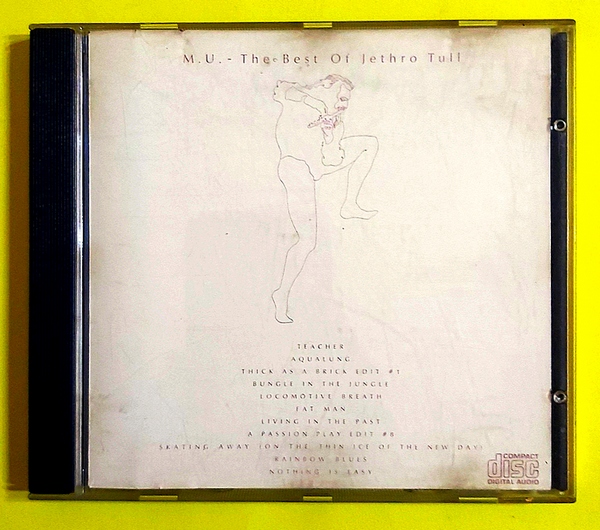 M.U. - The Best Of Jethro Tull
TEACHER
AQUALUNG
THICK AS A BRICK EDIT #1
BUNGLE IN THE JUNGLE
LOCOMOTIVE BREATH
FAT MAN
LIVING IN THE PAST
A PASSION PLAY EDIT #8
SKATING AWAY (ON THE THIN ICE OF THE NEW DAY)
RAINBOW BLUES
NOTHING IS EASY
COMPACT
disc
DIGITAL AUDIO